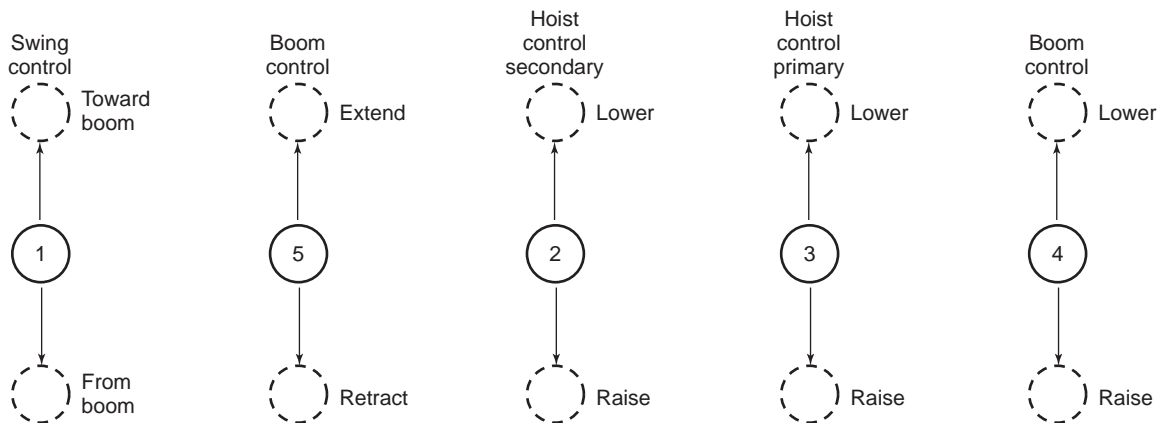 Swing
control
Boom
control
Hoist
control
secondary
Hoist
control
primary
Boom
control
Toward
boom
Extend
Lower
Lower
Lower
1
5
2
3
4
From
boom
Retract
Raise
Raise
Raise